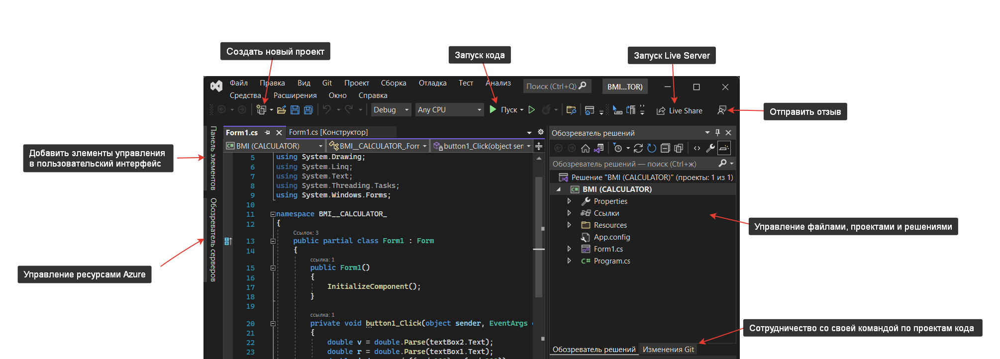 Создать новый проект
Запуск кода
Запуск Live Server
Файл Правка Вид Git Проект Сборка Отладка Тест Анализ
Поиск (Ctrl+Q)
BMI...TOR)
Средства Расширения Окно Справка
Debug
Any CPU
Пуск
Live Share
Отправить отзыв
Панель элементов
Обозреватель серверов
Добавить элементы управления
в пользовательский интерфейс
Управление ресурсами Azure
Form1.cs
Form1.cs [Конструктор]
BMI (CALCULATOR)
BMI__CALCULATOR_.Forr
button1_Click(object ser
5 using System.Drawing;
6 using System.Linq;
7 using System.Text;
8 using System.Threading.Tasks;
9 using System.Windows.Forms;
10
11 namespace BMI__CALCULATOR_
12 {
Ссылок: 3
13 public partial class Form1 : Form
14 {
ссылка: 1
15 public Form1()
16 {
17 InitializeComponent();
18 }
19
ссылка: 1
20 private void button1_Click(object sender, EventArgs
21 {
22 double v = double.Parse(textBox2.Text);
23 double r = double.Parse(textBox1.Text);
Обозреватель решений
Обозреватель решений — поиск (Ctrl+ж)
Решение "BMI (CALCULATOR)" (проекты: 1 из 1)
C# BMI (CALCULATOR)
Properties
Ссылки
Resources
App.config
Form1.cs
C# Program.cs
Управление файлами, проектами и решениями
Сотрудничество со своей командой по проектам кода
Обозреватель решений
Изменения Git